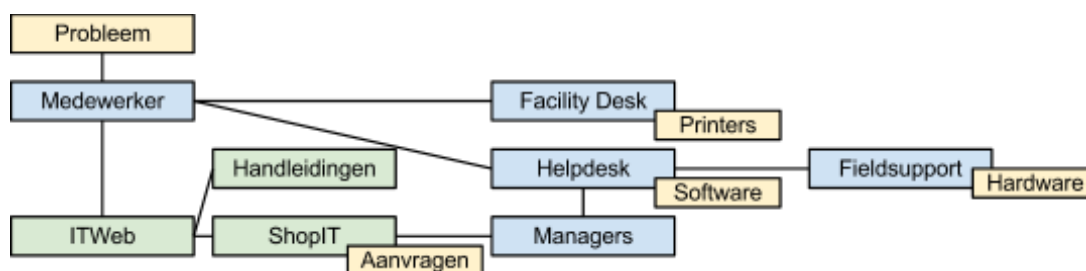 Probleem
Medewerker
Facility Desk
Printers
Handleidingen
Helpdesk
Fieldsupport
Software
Hardware
ITWeb
ShopIT
Managers
Aanvragen